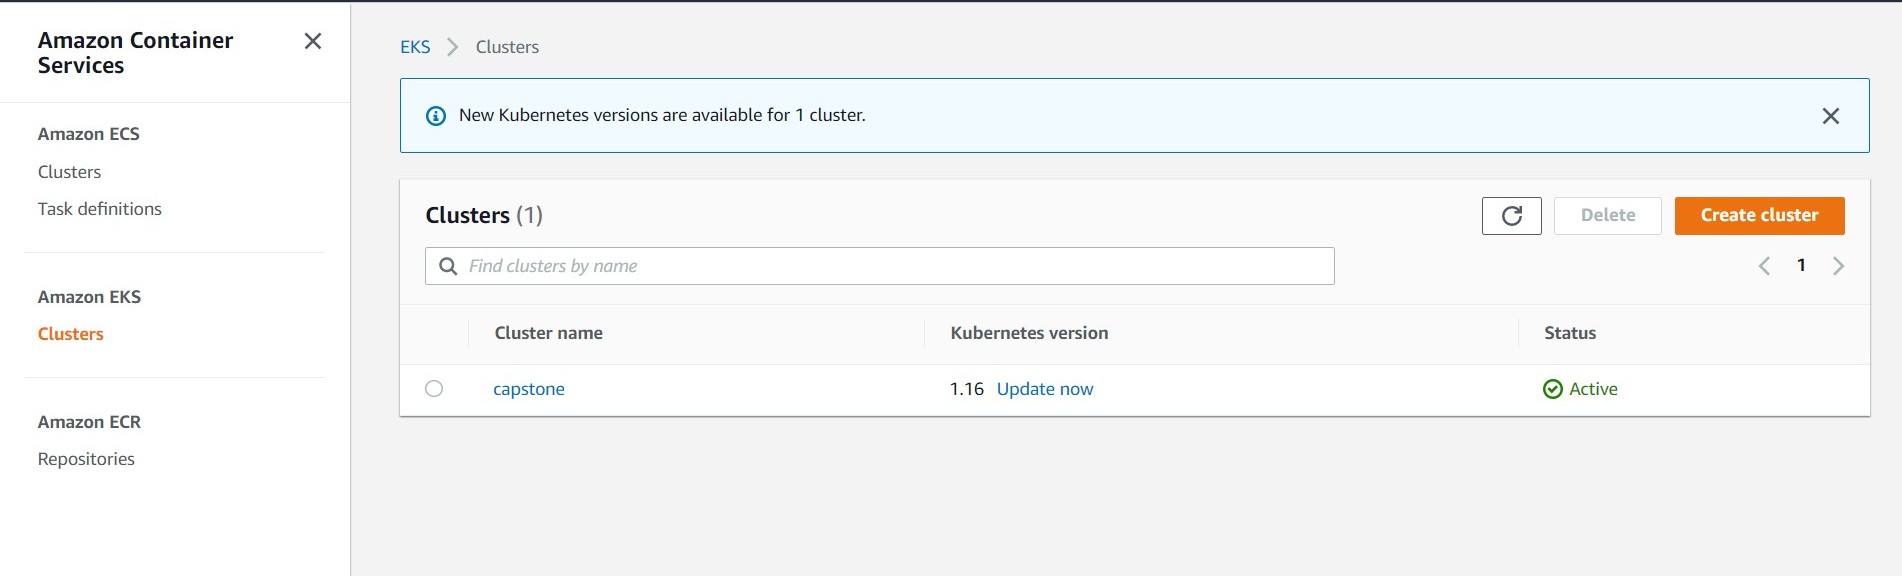 Amazon Container
Services
Amazon ECS
Clusters
Task definitions
Amazon EKS
Clusters
Amazon ECR
Repositories
EKS Clusters
New Kubernetes versions are available for 1 cluster.
Clusters (1)
Delete
Create cluster
Find clusters by name
1
Cluster name Kubernetes version Status
capstone 1.16 Update now Active